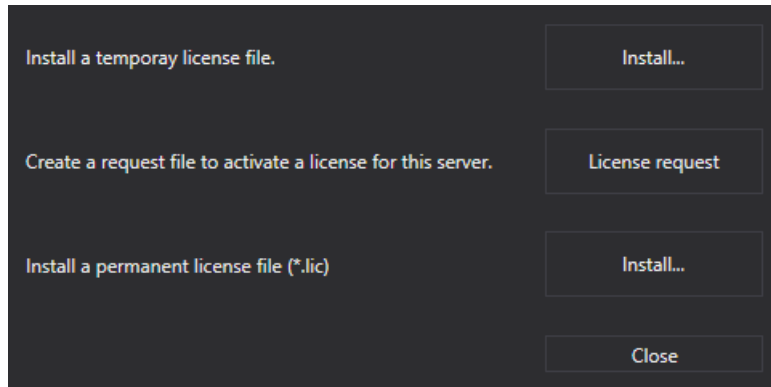 Install a temporay license file.
Install...
Create a request file to activate a license for this server.
License request
Install a permanent license file (*.lic)
Install...
Close